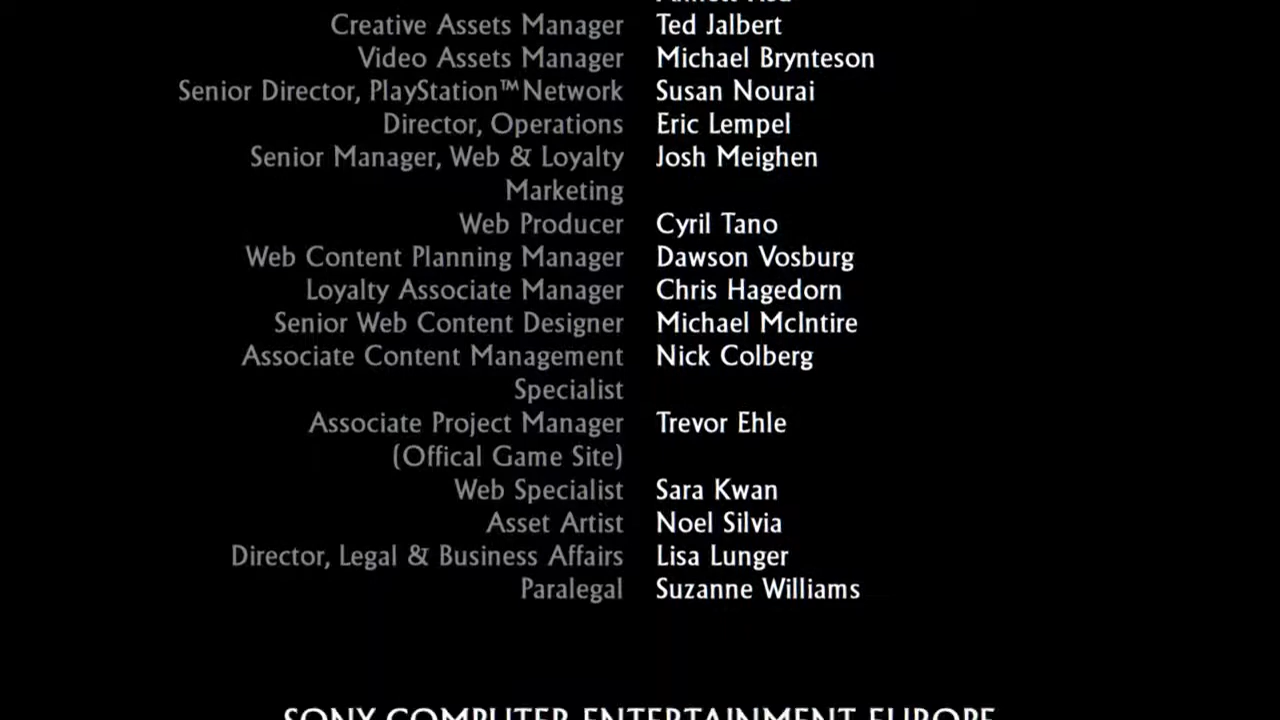 Creative Assets Manager Ted Jalbert
Video Assets Manager Michael Brynteson
Senior Director, PlayStation™Network Susan Nourai
Director, Operations Eric Lempel
Senior Manager, Web & Loyalty Josh Meighen
Marketing
Web Producer Cyril Tano
Web Content Planning Manager Dawson Vosburg
Loyalty Associate Manager Chris Hagedorn
Senior Web Content Designer Michael McIntire
Associate Content Management Nick Colberg
Specialist
Associate Project Manager Trevor Ehle
(Offical Game Site)
Web Specialist Sara Kwan
Asset Artist Noel Silvia
Director, Legal & Business Affairs Lisa Lunger
Paralegal Suzanne Williams
SONY COMPUTER ENTERTAINMENT EUROPE